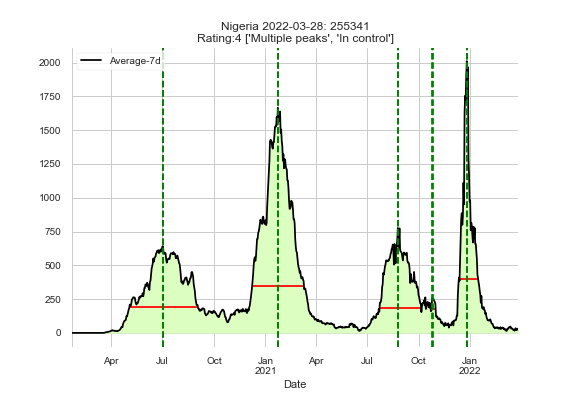 Nigeria 2022-03-28: 255341
Rating:4 ['Multiple peaks', 'In control']
Average-7d
2000
1750
1500
1250
1000
750
500
250
0
Apr Jul Oct Jan Apr Jul Oct Jan
2021 2022
Date